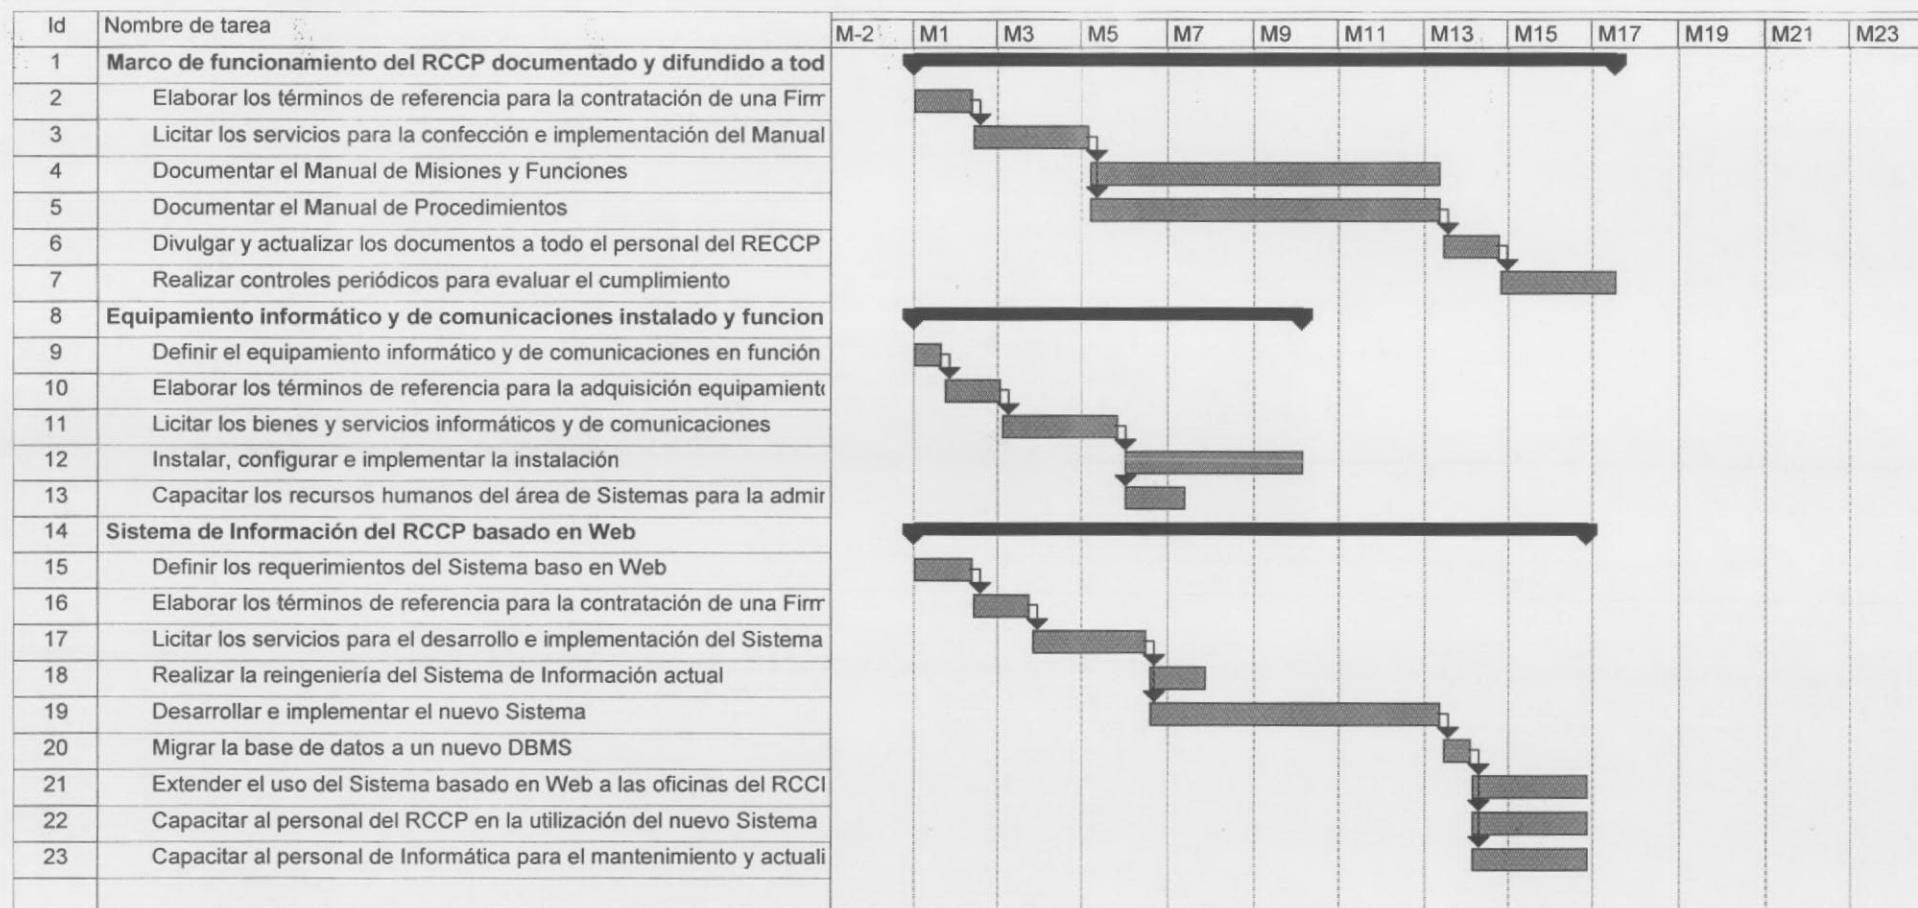 Id Nombre de tarea M-2 M1 M3 M5 M7 M9 M11 M13 M15 M17 M19 M21 M23
1 Marco de funcionamiento del RCCP documentado y difundido a tod
2 Elaborar los términos de referencia para la contratación de una Firm
3 Licitar los servicios para la confección e implementación del Manual
4 Documentar el Manual de Misiones y Funciones
5 Documentar el Manual de Procedimientos
6 Divulgar y actualizar los documentos a todo el personal del RECCP
7 Realizar controles periódicos para evaluar el cumplimiento
8 Equipamiento informático y de comunicaciones instalado y funcion
9 Definir el equipamiento informático y de comunicaciones en función
10 Elaborar los términos de referencia para la adquisición equipamiento
11 Licitar los bienes y servicios informáticos y de comunicaciones
12 Instalar, configurar e implementar la instalación
13 Capacitar los recursos humanos del área de Sistemas para la admin
14 Sistema de Información del RCCP basado en Web
15 Definir los requerimientos del Sistema baso en Web
16 Elaborar los términos de referencia para la contratación de una Firm
17 Licitar los servicios para el desarrollo e implementación del Sistema
18 Realizar la reingeniería del Sistema de Información actual
19 Desarrollar e implementar el nuevo Sistema
20 Migrar la base de datos a un nuevo DBMS
21 Extender el uso del Sistema basado en Web a las oficinas del RCCP
22 Capacitar al personal del RCCP en la utilización del nuevo Sistema
23 Capacitar al personal de Informática para el mantenimiento y actuali